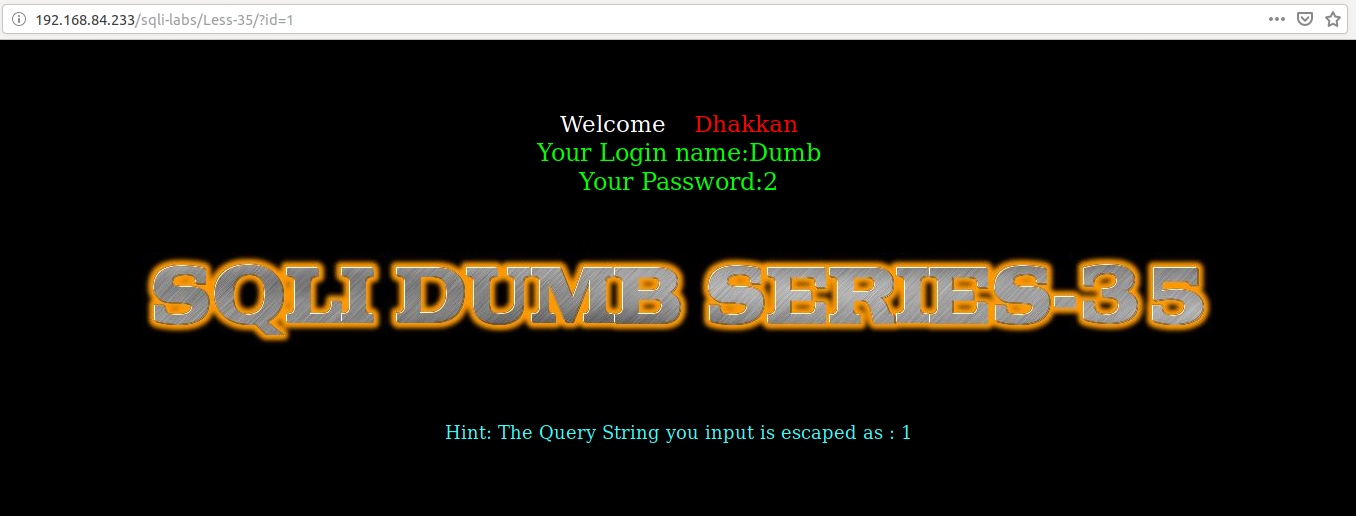 192.168.84.233/sqli-labs/Less-35/?id=1
Welcome Dhakkan
Your Login name:Dumb
Your Password:2
SQLI DUMB SERIES-35
Hint: The Query String you input is escaped as : 1